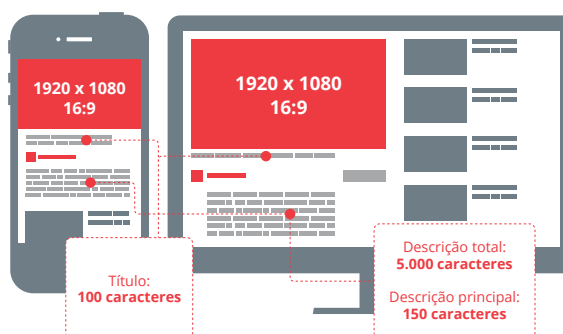 1920 x 1080
16:9
1920 x 1080
16:9
Título:
100 caracteres
Descrição total:
5.000 caracteres
Descrição principal:
150 caracteres